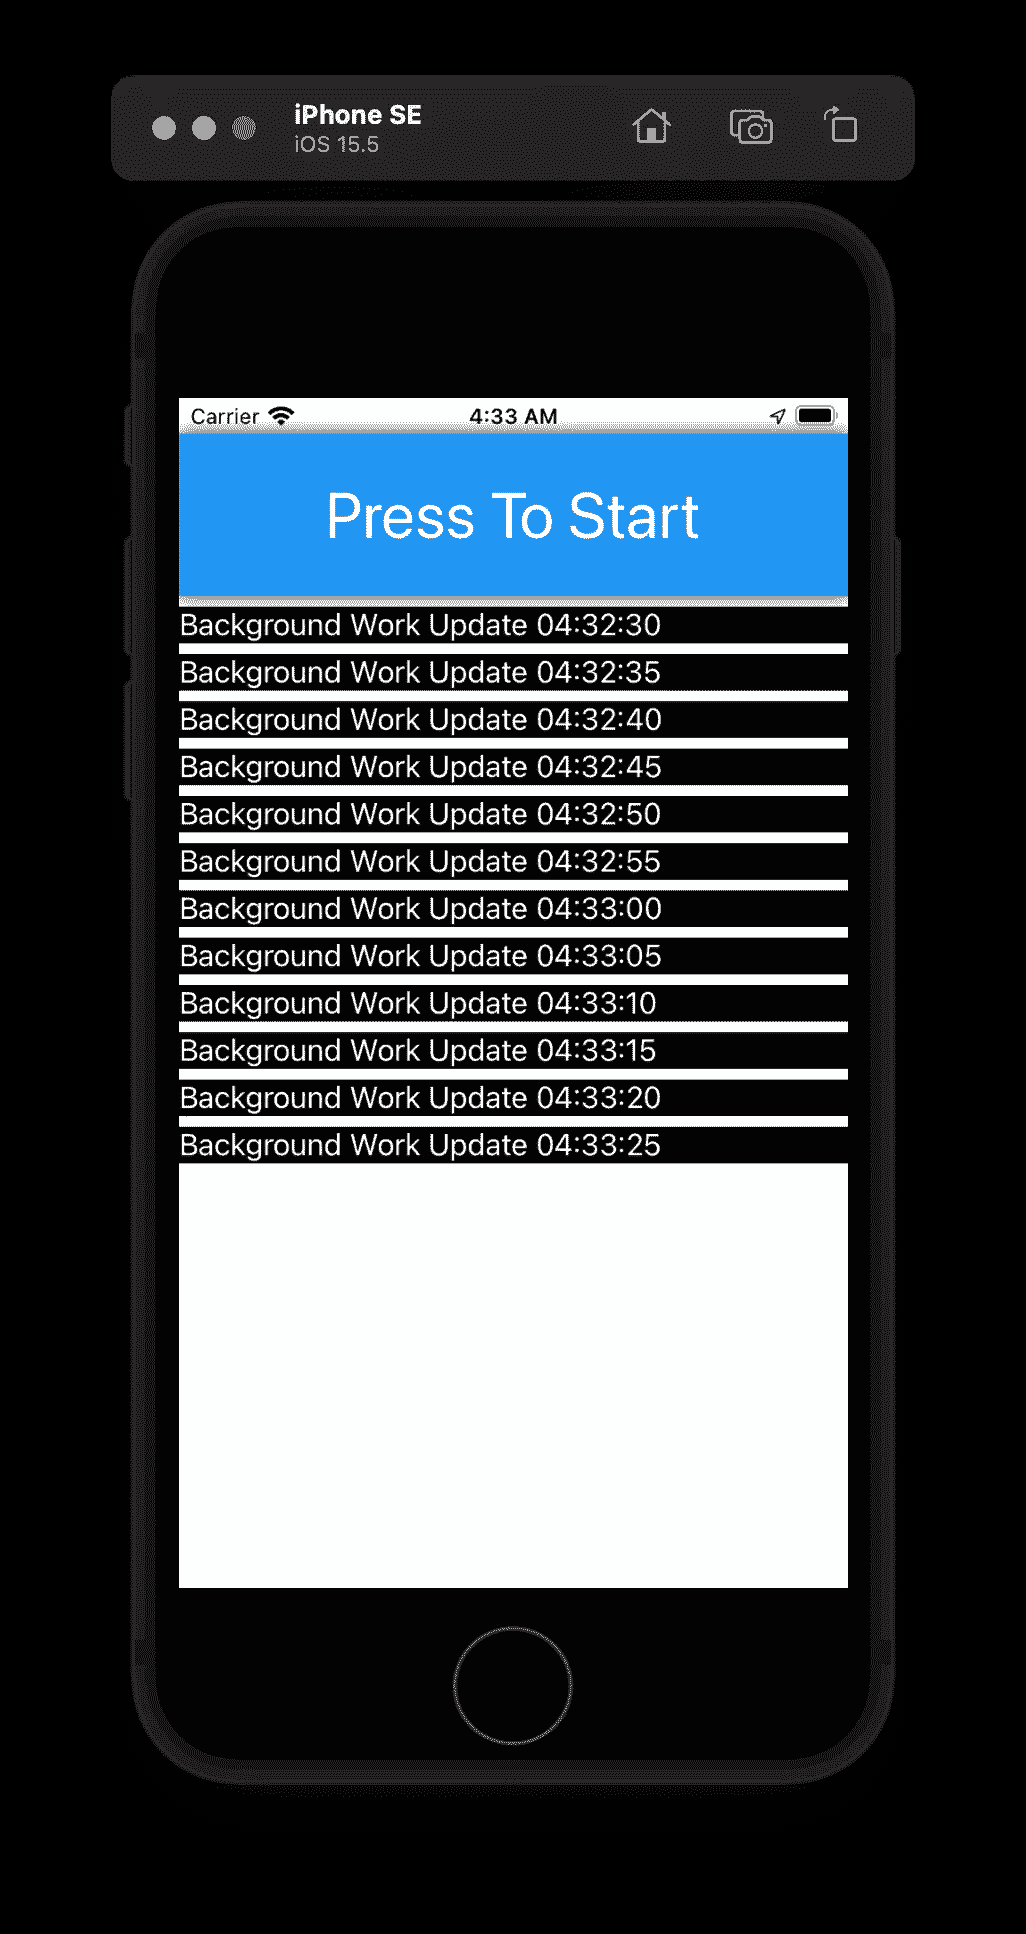 iPhone SE
iOS 15.5
Carrier 4:33 AM
Press To Start
Background Work Update 04:32:30
Background Work Update 04:32:35
Background Work Update 04:32:40
Background Work Update 04:32:45
Background Work Update 04:32:50
Background Work Update 04:32:55
Background Work Update 04:33:00
Background Work Update 04:33:05
Background Work Update 04:33:10
Background Work Update 04:33:15
Background Work Update 04:33:20
Background Work Update 04:33:25